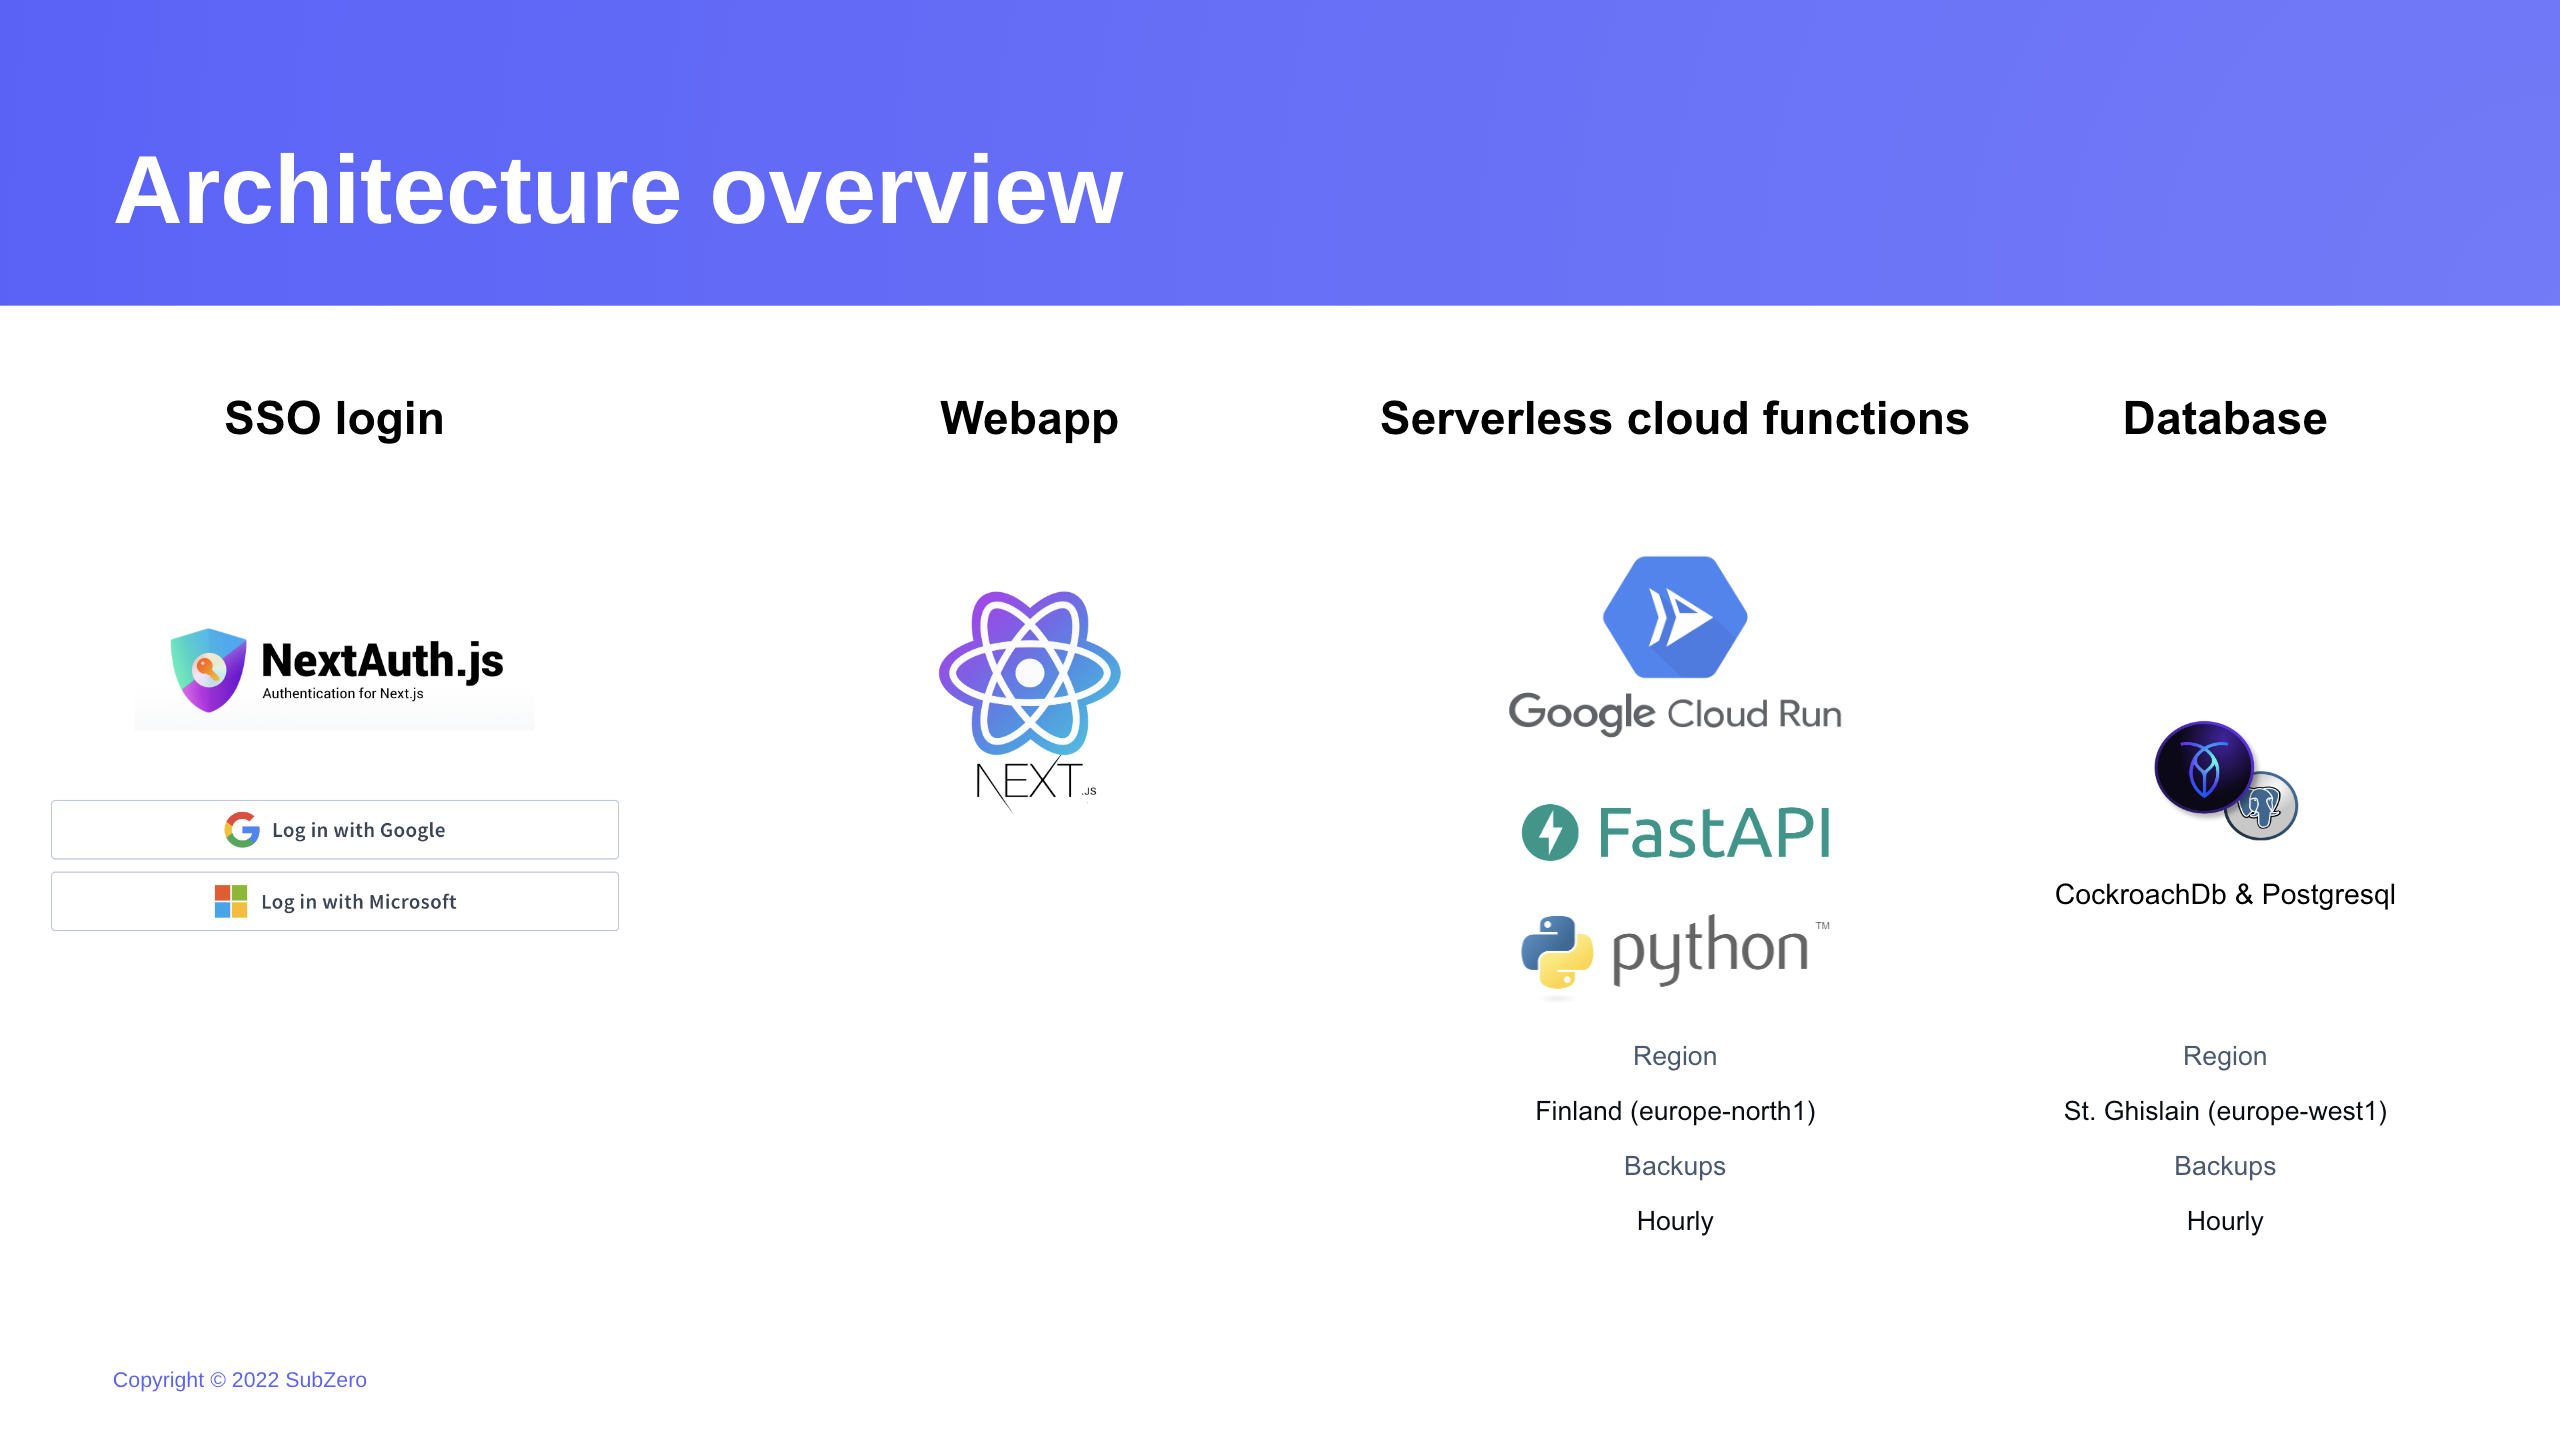 Architecture overview
SSO login
Webapp
Serverless cloud functions
Database
NextAuth.js
Authentication for Next.js
Log in with Google
Log in with Microsoft
NEXT.JS
Google Cloud Run
FastAPI
python™
CockroachDb & Postgresql
Region
Finland (europe-north1)
Backups
Hourly
Region
St. Ghislain (europe-west1)
Backups
Hourly
Copyright © 2022 SubZero